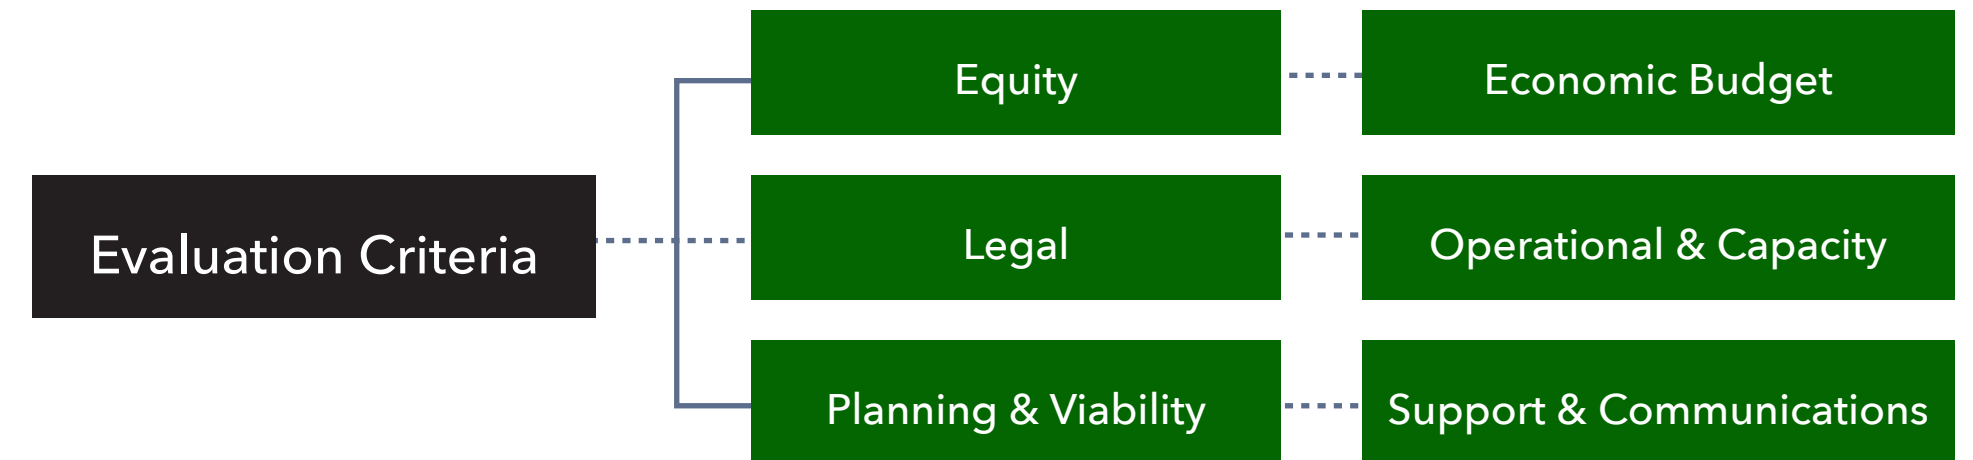 Evaluation Criteria
Equity
Economic Budget
Legal
Operational & Capacity
Planning & Viability
Support & Communications